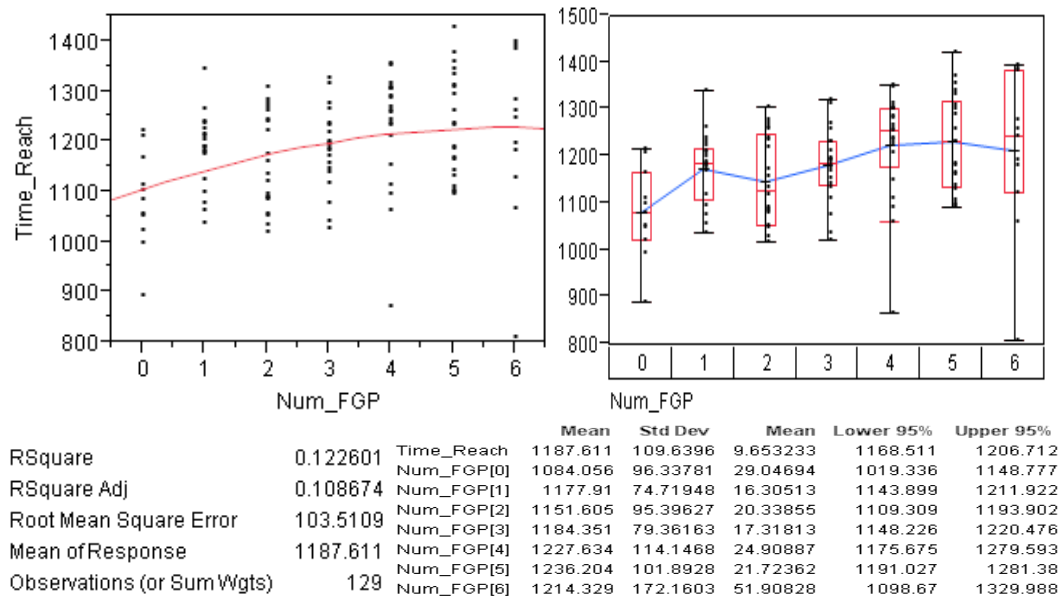 1400
1300
1200
1100
1000
900
800
Time_Reach
0 1 2 3 4 5 6
Num_FGP
1500
1400
1300
1200
1100
1000
900
800
0 1 2 3 4 5 6
Num_FGP
RSquare 0.122601
RSquare Adj 0.108674
Root Mean Square Error 103.5109
Mean of Response 1187.611
Observations (or Sum Wgts) 129
Mean Std Dev Mean Lower 95% Upper 95%
Time_Reach 1187.611 109.6396 9.653233 1168.511 1206.712
Num_FGP[0] 1084.056 96.33781 29.04694 1019.336 1148.777
Num_FGP[1] 1177.91 74.71948 16.30513 1143.899 1211.922
Num_FGP[2] 1151.605 95.39627 20.33855 1109.309 1193.902
Num_FGP[3] 1184.351 79.36163 17.31813 1148.226 1220.476
Num_FGP[4] 1227.634 114.1468 24.90887 1175.675 1279.593
Num_FGP[5] 1236.204 101.8928 21.72362 1191.027 1281.38
Num_FGP[6] 1214.329 172.1603 51.90828 1098.67 1329.988